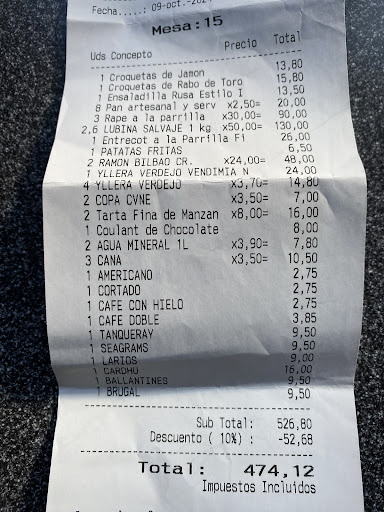 Fecha.....: 09-oct.-202
Mesa:15
Uds Concepto Precio Total
1 Croquetas de Jamon 13,80
1 Croquetas de Rabo de Toro 15,80
1 Ensaladilla Rusa Estilo I 13,50
8 Pan artesanal y serv x2,50= 20,00
3 Rape a la parrilla x30,00= 90,00
2,6 LUBINA SALVAJE 1 kg x50,00= 130,00
1 Entrecot a la Parrilla Fi 26,00
1 PATATAS FRITAS 6,50
2 RAMON BILBAO CR. x24,00= 48,00
1 YLLERA VERDEJO VENDIMIA N 24,00
4 YLLERA VERDEJO x3,70= 14,80
2 COPA CVNE x3,50= 7,00
2 Tarta Fina de Manzan x8,00= 16,00
1 Coulant de Chocolate 8,00
2 AGUA MINERAL 1L x3,90= 7,80
3 CANA x3,50= 10,50
1 AMERICANO 2,75
1 CORTADO 2,75
1 CAFE CON HIELO 2,75
1 CAFE DOBLE 3,85
1 TANQUERAY 9,50
1 SEAGRAMS 9,50
1 LARIOS 9,00
1 CARDHU 16,00
1 BALLANTINES 9,50
1 BRUGAL 9,50
Sub Total: 526,80
Descuento ( 10%) : -52,68
Total: 474,12
Impuestos Incluidos